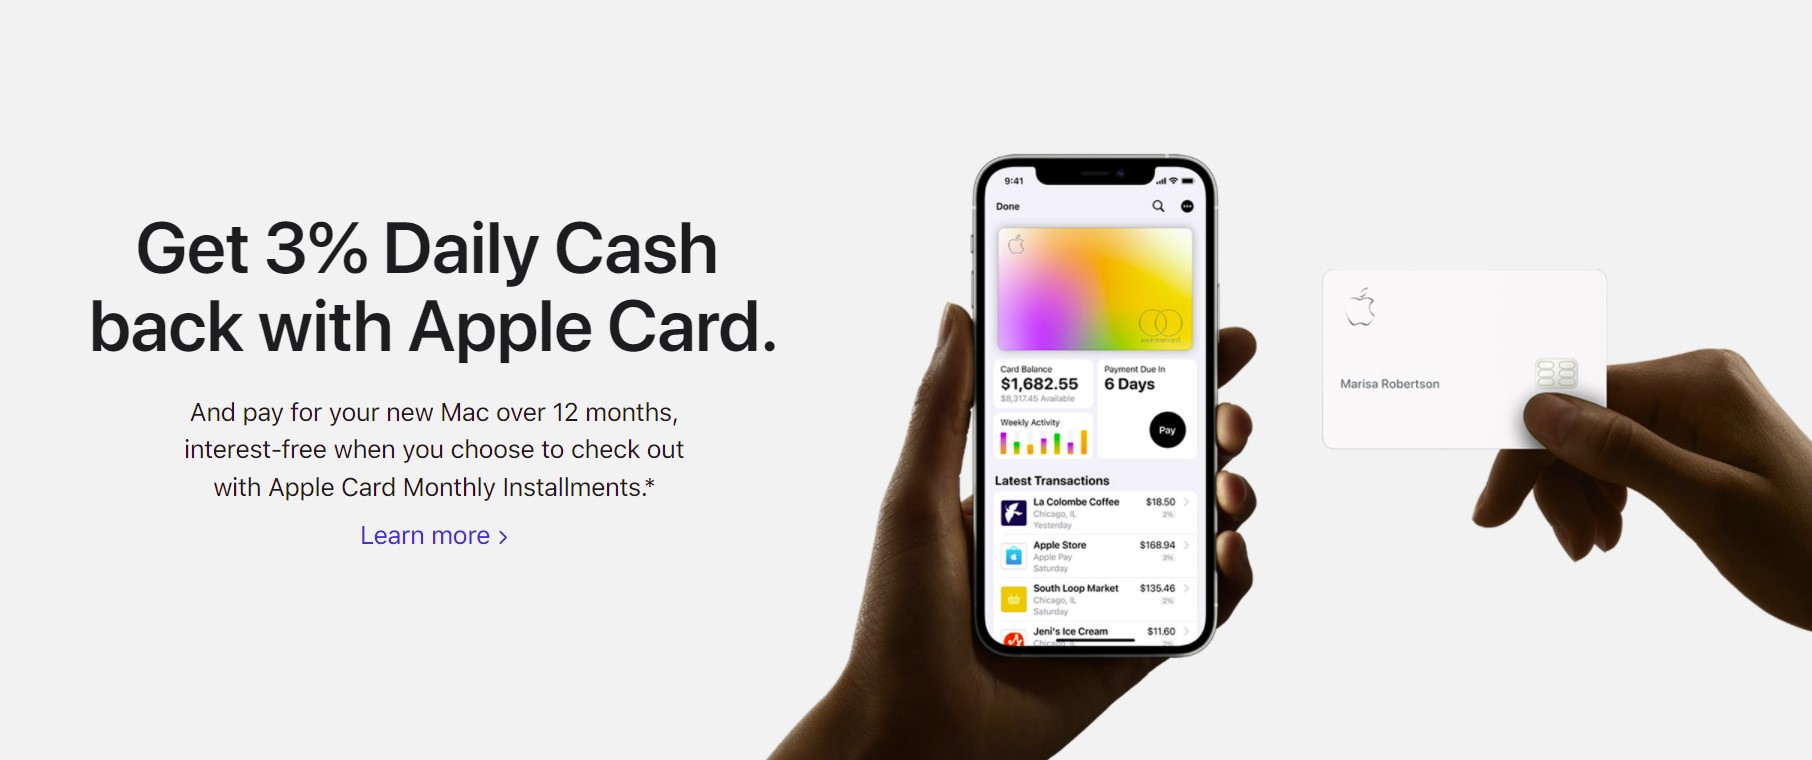 Get 3% Daily Cash
back with Apple Card.
And pay for your new Mac over 12 months,
interest-free when you choose to check out
with Apple Card Monthly Installments.*
Learn more >
9:41
Done
Card Balance
$1,682.55
$8,317.45 Available
Payment Due In
6 Days
Weekly Activity
Pay
Latest Transactions
La Colombe Coffee $18.50
Chicago, IL 2%
Yesterday
Apple Store $168.94
Apple Pay 3%
Saturday
South Loop Market $135.46
Chicago, IL 2%
Saturday
Jeni's Ice Cream $11.60
Marisa Robertson